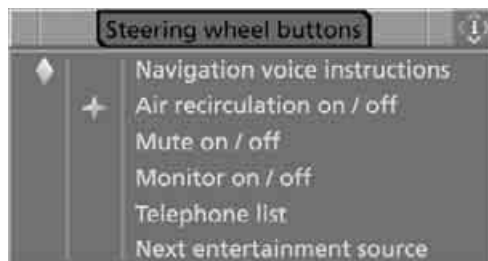 Steering wheel buttons
Navigation voice instructions
Air recirculation on / off
Mute on / off
Monitor on / off
Telephone list
Next entertainment source